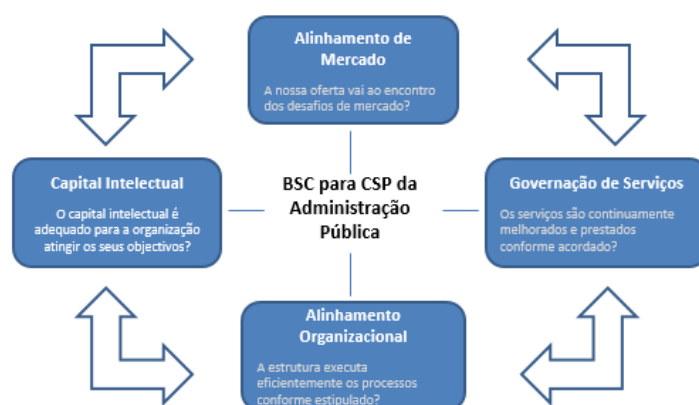 Alinhamento de
Mercado
A nossa oferta vai ao encontro
dos desafios de mercado?
Capital Intelectual
O capital intelectual é
adequado para a organização
atingir os seus objectivos?
BSC para CSP da
Administração
Pública
Governação de Serviços
Os serviços são continuamente
melhorados e prestados
conforme acordado?
Alinhamento
Organizacional
A estrutura executa
eficientemente os processos
conforme estipulado?